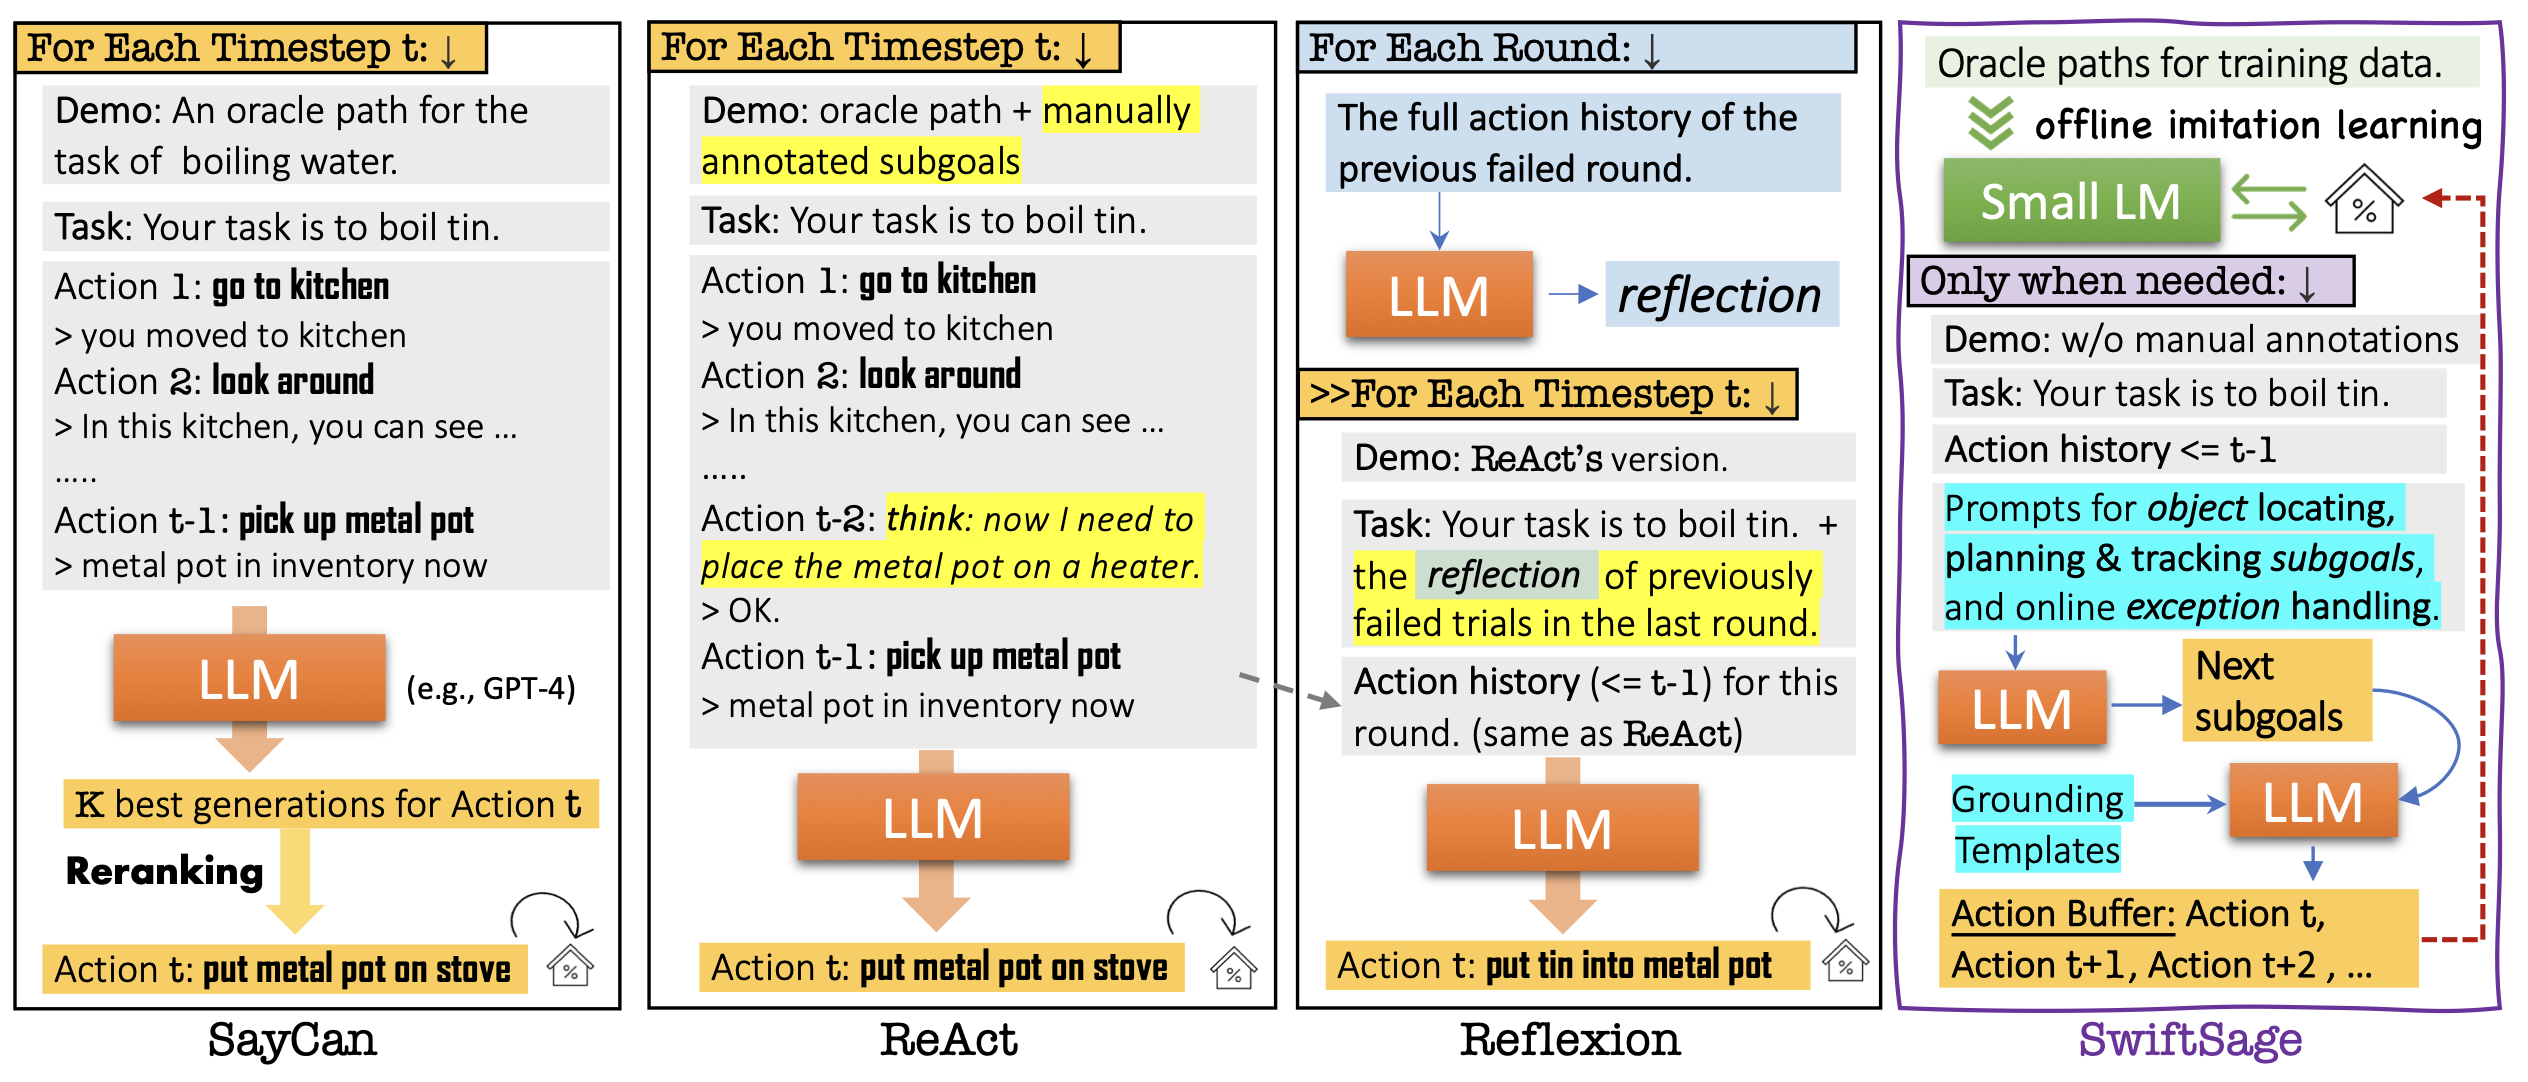 For Each Timestep t: ↓
Demo: An oracle path for the
task of boiling water.
Task: Your task is to boil tin.
Action 1: go to kitchen
> you moved to kitchen
Action 2: look around
> In this kitchen, you can see ...
.....
Action t-1: pick up metal pot
> metal pot in inventory now
LLM
(e.g., GPT-4)
K best generations for Action t
Reranking
Action t: put metal pot on stove
%
SayCan
For Each Timestep t: ↓
Demo: oracle path + manually
annotated subgoals
Task: Your task is to boil tin.
Action 1: go to kitchen
> you moved to kitchen
Action 2: look around
> In this kitchen, you can see ...
.....
Action t-2: think: now I need to
place the metal pot on a heater.
> OK.
Action t-1: pick up metal pot
> metal pot in inventory now
LLM
Action t: put metal pot on stove
%
ReAct
For Each Round: ↓
The full action history of the
previous failed round.
LLM
reflection
>>For Each Timestep t: ↓
Demo: ReAct's version.
Task: Your task is to boil tin. +
the reflection of previously
failed trials in the last round.
Action history (<= t-1) for this
round. (same as ReAct)
LLM
Action t: put tin into metal pot
%
Reflexion
Oracle paths for training data.
offline imitation learning
Small LM
%
Only when needed: ↓
Demo: w/o manual annotations
Task: Your task is to boil tin.
Action history <= t-1
Prompts for object locating,
planning & tracking subgoals,
and online exception handling.
LLM
Next
subgoals
Grounding
Templates
LLM
Action Buffer: Action t,
Action t+1, Action t+2 , ...
SwiftSage